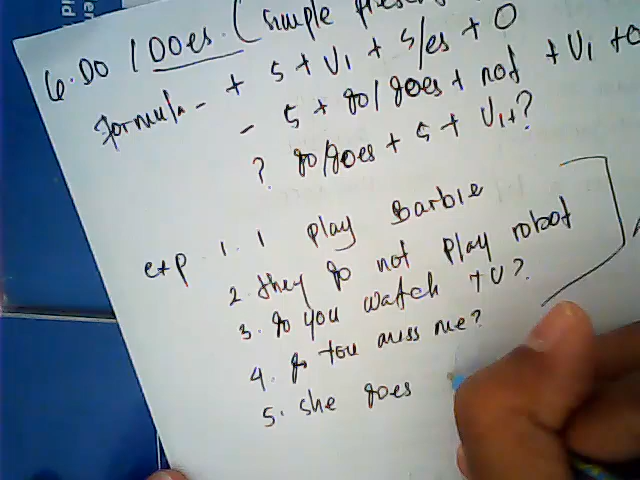 6. Do / Does. (simple present
Formula - + S + V1 + s/es + O
- S + do/does + not + V1 + O
? do/does + S + V1+?
exp. 1. I play Barbie
2. they do not play robot
3. do you watch TV?
4. do you miss me?
5. she does